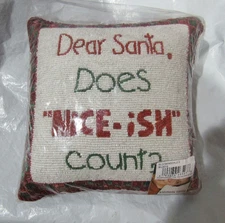 Dear Santa,
Does
"NiCE-iSH"
count?